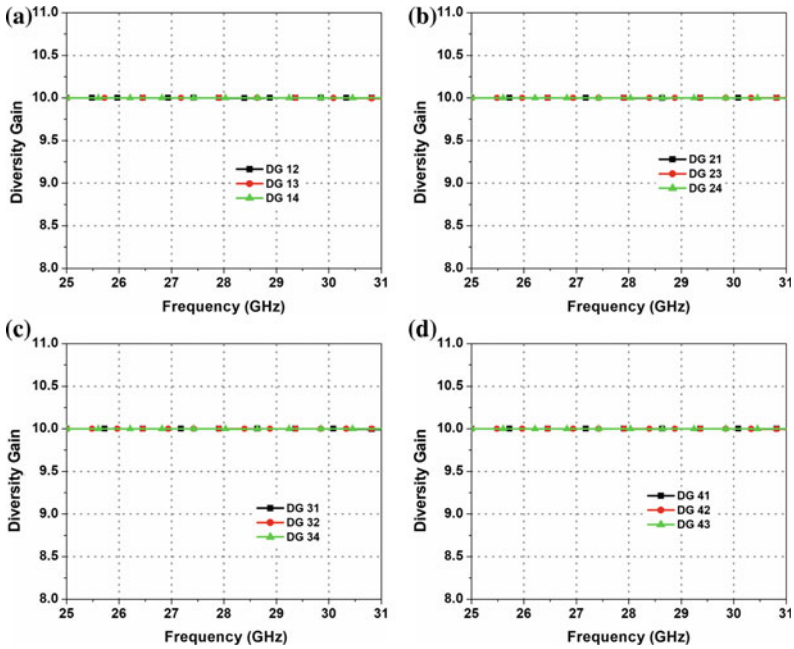 (a)
11.0
10.5
10.0
9.5
9.0
8.5
8.0
Diversity Gain
DG 12
DG 13
DG 14
25 26 27 28 29 30 31
Frequency (GHz)
(b)
11.0
10.5
10.0
9.5
9.0
8.5
8.0
Diversity Gain
DG 21
DG 23
DG 24
25 26 27 28 29 30 31
Frequency (GHz)
(c)
11.0
10.5
10.0
9.5
9.0
8.5
8.0
Diversity Gain
DG 31
DG 32
DG 34
25 26 27 28 29 30 31
Frequency (GHz)
(d)
11.0
10.5
10.0
9.5
9.0
8.5
8.0
Diversity Gain
DG 41
DG 42
DG 43
25 26 27 28 29 30 31
Frequency (GHz)